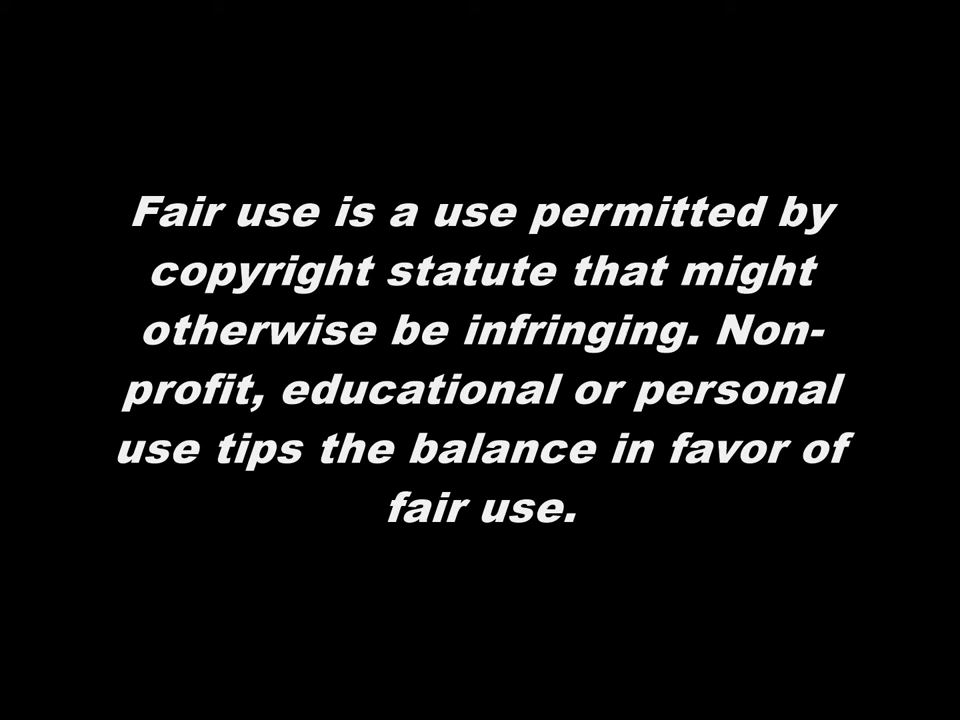 Fair use is a use permitted by
copyright statute that might
otherwise be infringing. Non-
profit, educational or personal
use tips the balance in favor of
fair use.